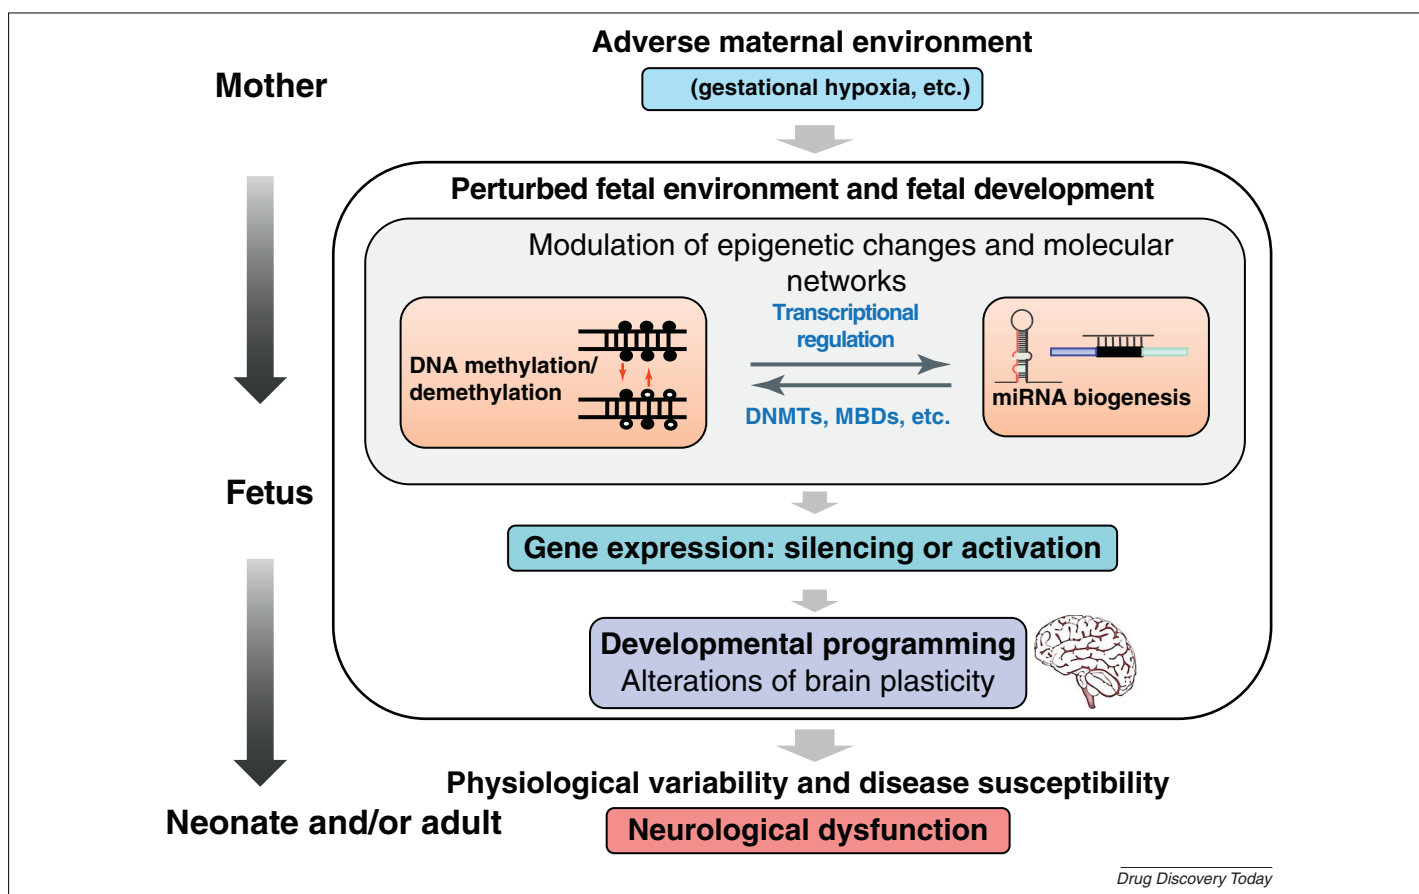 Adverse maternal environment
Mother
(gestational hypoxia, etc.)
Perturbed fetal environment and fetal development
Modulation of epigenetic changes and molecular
networks
Transcriptional
regulation
DNA methylation/
demethylation
miRNA biogenesis
DNMTs, MBDs, etc.
Fetus
Gene expression: silencing or activation
Developmental programming
Alterations of brain plasticity
Physiological variability and disease susceptibility
Neonate and/or adult
Neurological dysfunction
Drug Discovery Today